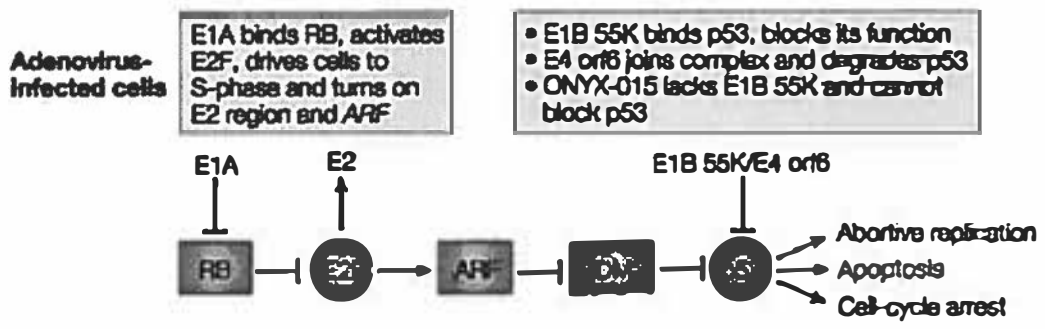 Adenovirus-
infected cells
E1A binds RB, activates
E2F, drives cells to
S-phase and turns on
E2 region and ARF
• E1B 55K binds p53, blocks its function
• E4 orf6 joins complex and degrades p53
• ONYX-015 lacks E1B 55K and cannot
block p53
E1A
E2
E1B 55K/E4 orf6
RB
ARF
Abortive replication
Apoptosis
Cell-cycle arrest